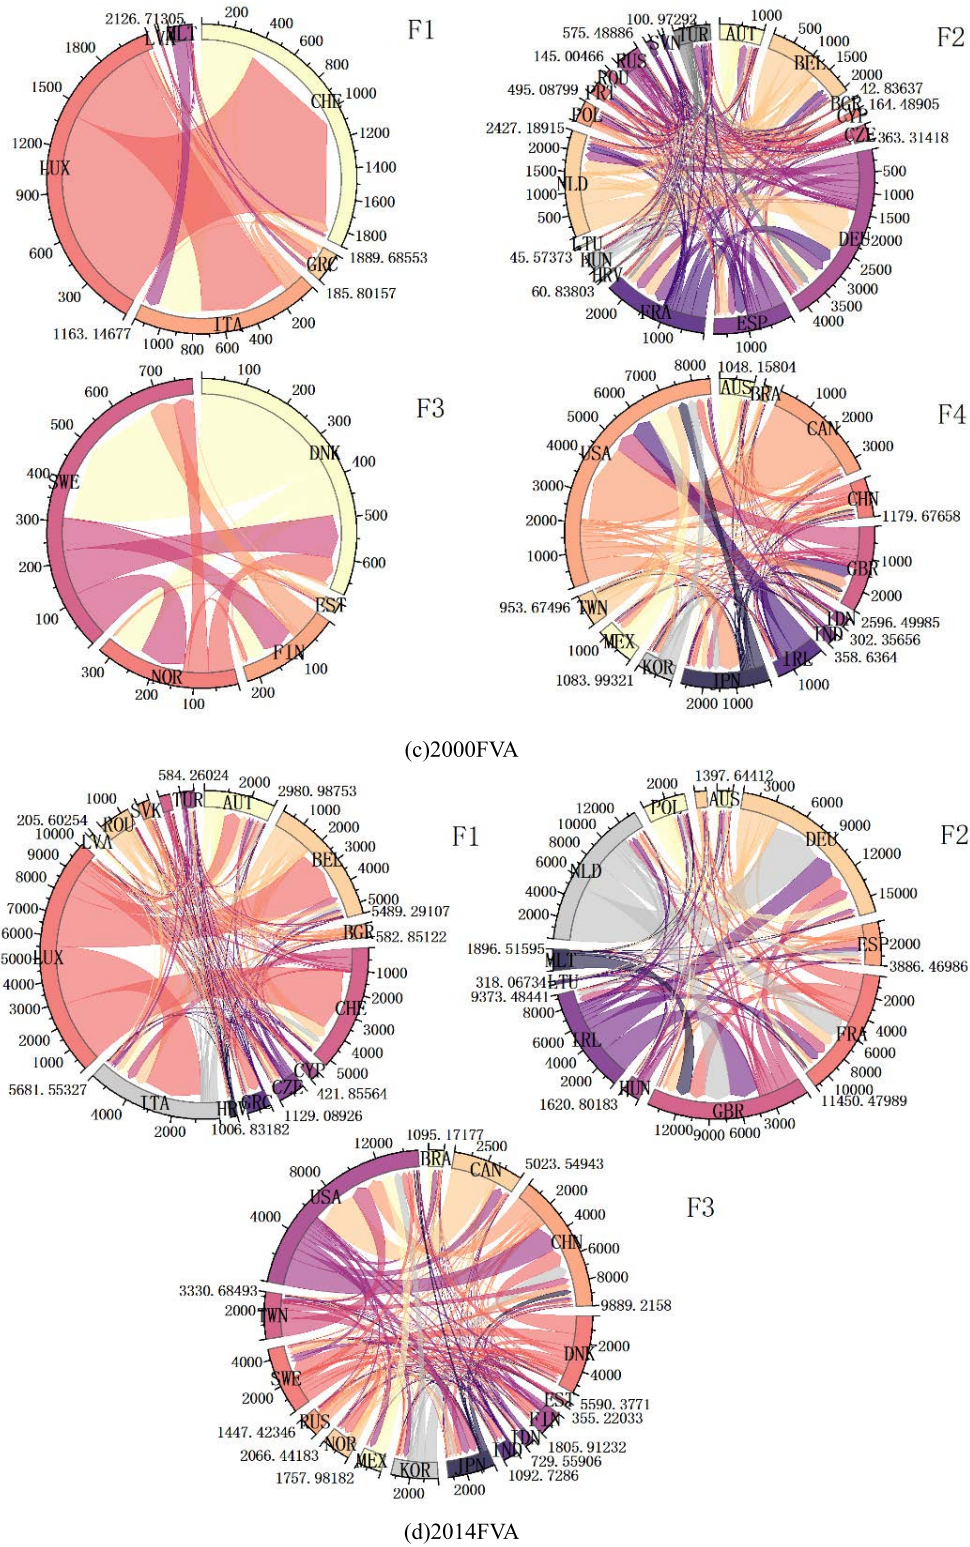 F1
2126. 71305
LVA
MLT
200
400
600
800
CHE
1000
1200
1400
1600
1800
1889. 68553
GRC
185. 80157
200
ITA
400
600
800
1000
1163. 14677
300
600
900
LUX
1200
1500
1800
F2
100. 97292
575. 48886
SVN
TUR
AUT
1000
145. 00466
RUS
ROU
495. 08799
PRT
POL
2427. 18915
500
1000
BEL
1500
2000
42. 83637
BGR
164. 48905
CYP
CZE
363. 31418
500
1000
1500
DEU
2000
2500
3000
3500
4000
ESP
1000
FRA
1000
2000
60. 83803
HRV
HUN
45. 57373
LTU
500
1000
NLD
1500
2000
F3
100
200
300
DNK
400
500
600
EST
FIN
100
200
NOR
100
200
300
100
200
300
SWE
400
500
600
700
F4
1048. 15804
AUS
BRA
1000
CAN
2000
3000
CHN
1179. 67658
1000
GBR
2000
2596. 49985
IDN
302. 35656
IND
358. 6364
IRL
1000
JPN
1000
2000
KOR
1083. 99321
MEX
1000
TWN
953. 67496
1000
2000
3000
USA
4000
5000
6000
7000
8000
(c)2000FVA
F1
584. 26024
TUR
2000
AUT
2980. 98753
1000
2000
BEL
3000
4000
5000
5489. 29107
BGR
582. 85122
1000
CHE
2000
3000
4000
5000
CYP
421. 85564
CZE
1129. 08926
GRC
1006. 83182
HRV
ITA
2000
4000
5681. 55327
1000
2000
3000
4000
LUX
5000
6000
7000
8000
9000
10000
LVA
205. 60254
ROU
1000
SVK
F2
1397. 64412
AUS
3000
DEU
6000
9000
12000
15000
ESP
2000
3886. 46986
2000
FRA
4000
6000
8000
10000
11450. 47989
GBR
3000
6000
9000
12000
HUN
1620. 80183
IRL
2000
4000
6000
8000
9373. 48441
LTU
318. 06734
MLT
1896. 51595
2000
4000
NLD
6000
8000
10000
12000
POL
2000
F3
1095. 17177
BRA
2500
CAN
5023. 54943
2000
4000
CHN
6000
8000
9889. 2158
2000
DNK
4000
5590. 3771
EST
355. 22033
FIN
1805. 91232
IDN
729. 55906
IND
1092. 7286
JPN
2000
KOR
2000
MEX
1757. 98182
NOR
2066. 44183
RUS
1447. 42346
SWE
2000
4000
TWN
2000
3330. 68493
USA
4000
8000
12000
(d)2014FVA